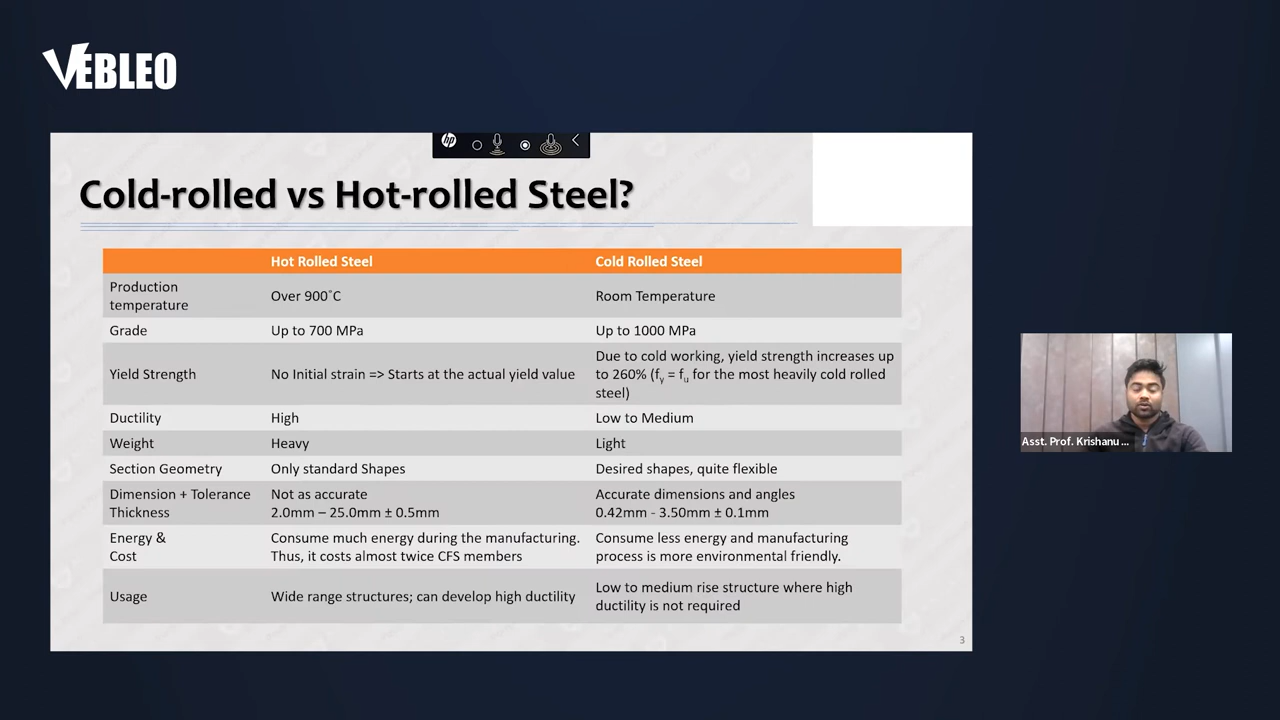 VEBLEO
hp
Cold-rolled vs Hot-rolled Steel?
Hot Rolled Steel
Cold Rolled Steel
Production
temperature
Over 900˚C
Room Temperature
Grade
Up to 700 MPa
Up to 1000 MPa
Yield Strength
No Initial strain => Starts at the actual yield value
Due to cold working, yield strength increases up
to 260% (fy = fu for the most heavily cold rolled
steel)
Ductility
High
Low to Medium
Weight
Heavy
Light
Section Geometry
Only standard Shapes
Desired shapes, quite flexible
Dimension + Tolerance
Thickness
Not as accurate
2.0mm – 25.0mm ± 0.5mm
Accurate dimensions and angles
0.42mm - 3.50mm ± 0.1mm
Energy &
Cost
Consume much energy during the manufacturing.
Thus, it costs almost twice CFS members
Consume less energy and manufacturing
process is more environmental friendly.
Usage
Wide range structures; can develop high ductility
Low to medium rise structure where high
ductility is not required
3
Asst. Prof. Krishanu ...